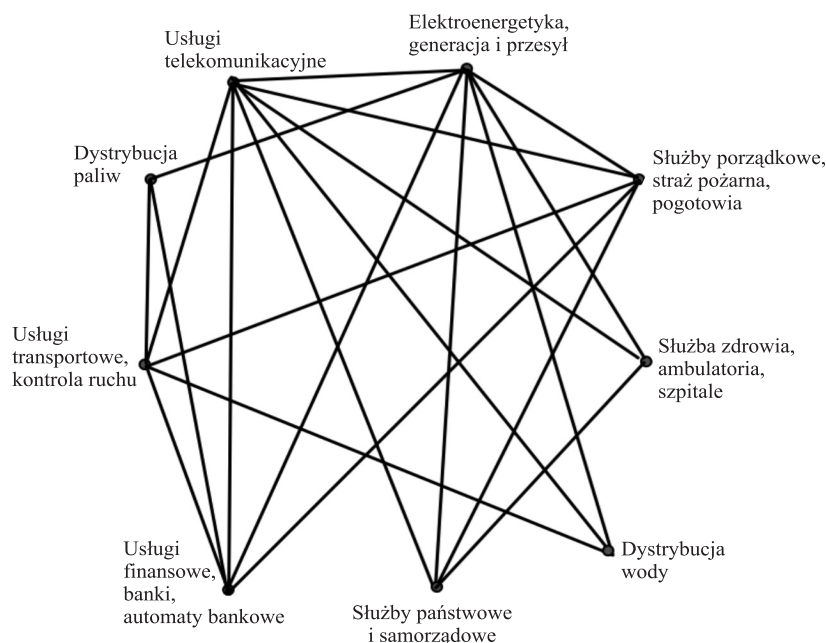 Usługi
telekomunikacyjne
Elektroenergetyka,
generacja i przesył
Dystrybucja
paliw
Służby porządkowe,
straż pożarna,
pogotowia
Usługi
transportowe,
kontrola ruchu
Służba zdrowia,
ambulatoria,
szpitale
Usługi
finansowe,
banki,
automaty bankowe
Służby państwowe
i samorządowe
Dystrybucja
wody